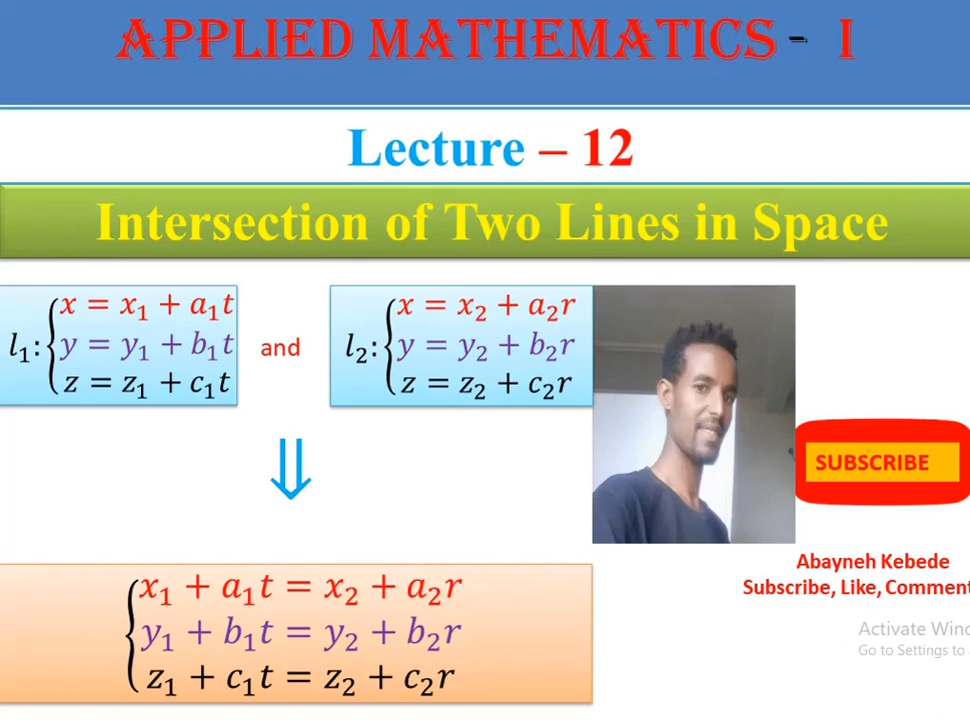 APPLIED MATHEMATICS - I
Lecture – 12
Intersection of Two Lines in Space
l₁: { x = x₁ + a₁t
y = y₁ + b₁t
z = z₁ + c₁t
and
l₂: { x = x₂ + a₂r
y = y₂ + b₂r
z = z₂ + c₂r
⇓
SUBSCRIBE
Abayneh Kebede
Subscribe, Like, Comment
{ x₁ + a₁t = x₂ + a₂r
y₁ + b₁t = y₂ + b₂r
z₁ + c₁t = z₂ + c₂r
Activate Wind
Go to Settings to